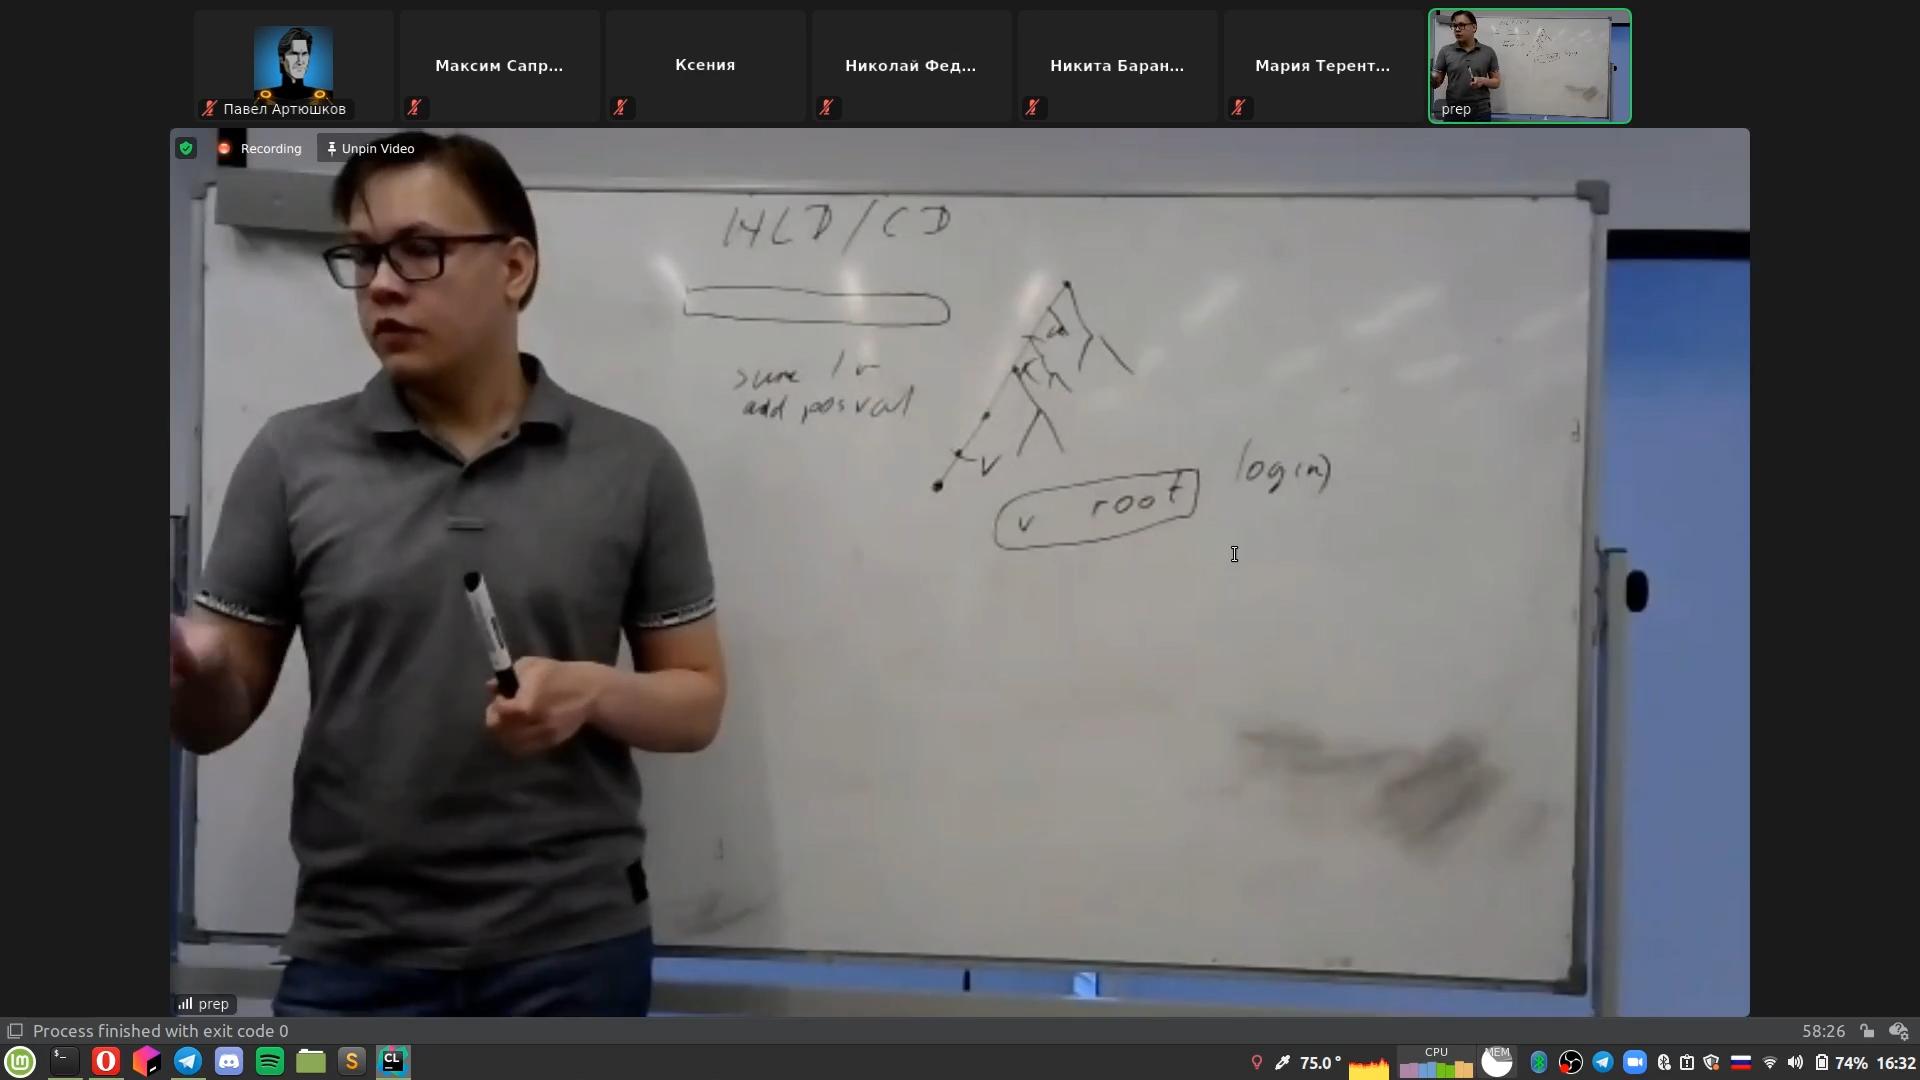 Павел Артюшков
Максим Сапр...
Ксения
Николай Фед...
Никита Баран...
Мария Терент...
prep
Recording
Unpin Video
HLD/CD
sum l r
add pos val
v
v root
log(n)
prep
Process finished with exit code 0
58:26
CL
S
75.0°
CPU
MEM
74%
16:32